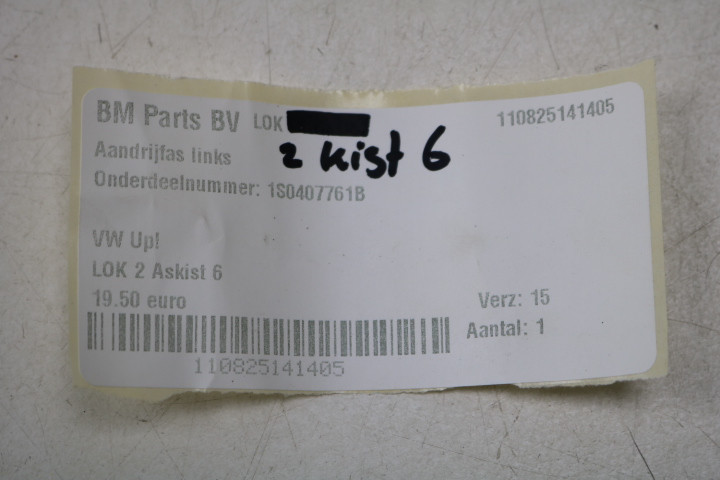 BM Parts BV LOK 110825141405
2 kist 6
Aandrijfas links
Onderdeelnummer: 1S0407761B
VW Up!
LOK 2 Askist 6
19.50 euro Verz: 15
Aantal: 1
110825141405